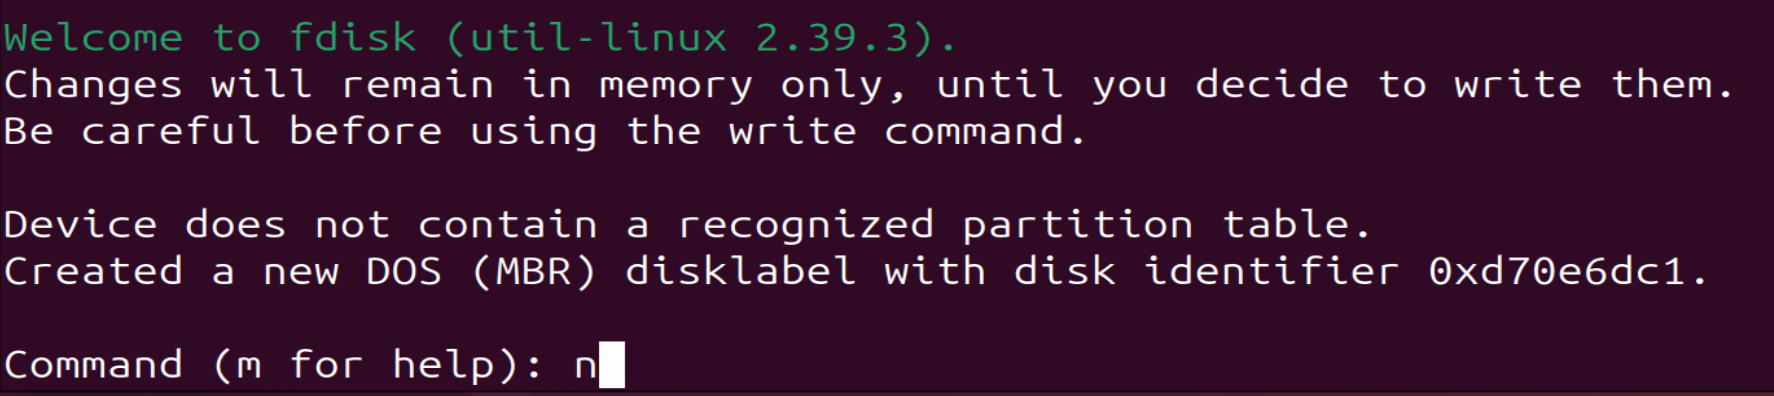 Welcome to fdisk (util-linux 2.39.3).
Changes will remain in memory only, until you decide to write them.
Be careful before using the write command.
Device does not contain a recognized partition table.
Created a new DOS (MBR) disklabel with disk identifier 0xd70e6dc1.
Command (m for help): n